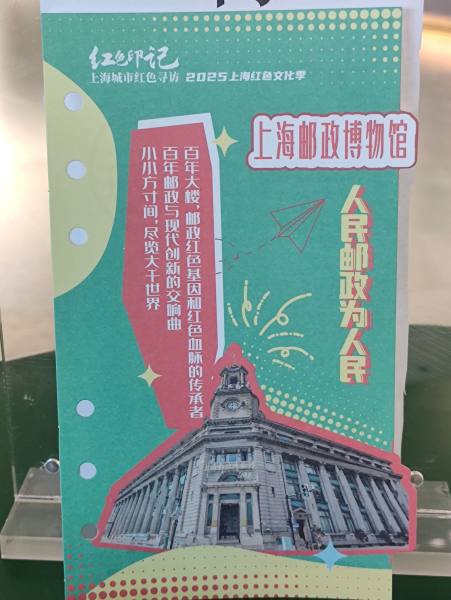 红色印记
上海城市红色寻访 2025上海红色文化季
上海邮政博物馆
人民邮政为人民
百年大楼，邮政红色基因和红色血脉的传承者
百年邮政与现代创新的交响曲
小小方寸间，尽览大千世界